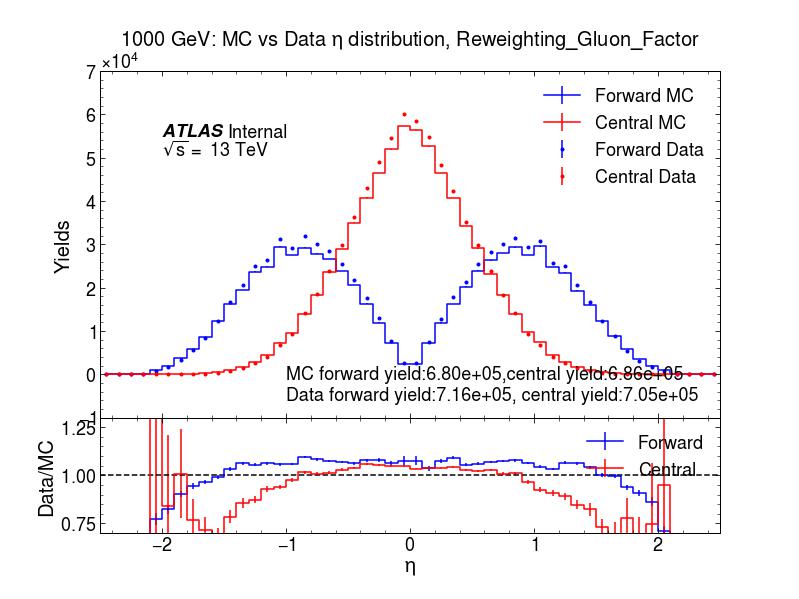 1000 GeV: MC vs Data η distribution, Reweighting_Gluon_Factor
×10⁴
7
6
5
4
3
2
1
0
−1
Yields
ATLAS Internal
√s = 13 TeV
Forward MC
Central MC
Forward Data
Central Data
MC forward yield:6.80e+05,central yield:6.86e+05
Data forward yield:7.16e+05, central yield:7.05e+05
1.25
1.00
0.75
Data/MC
Forward
Central
−2 −1 0 1 2
η